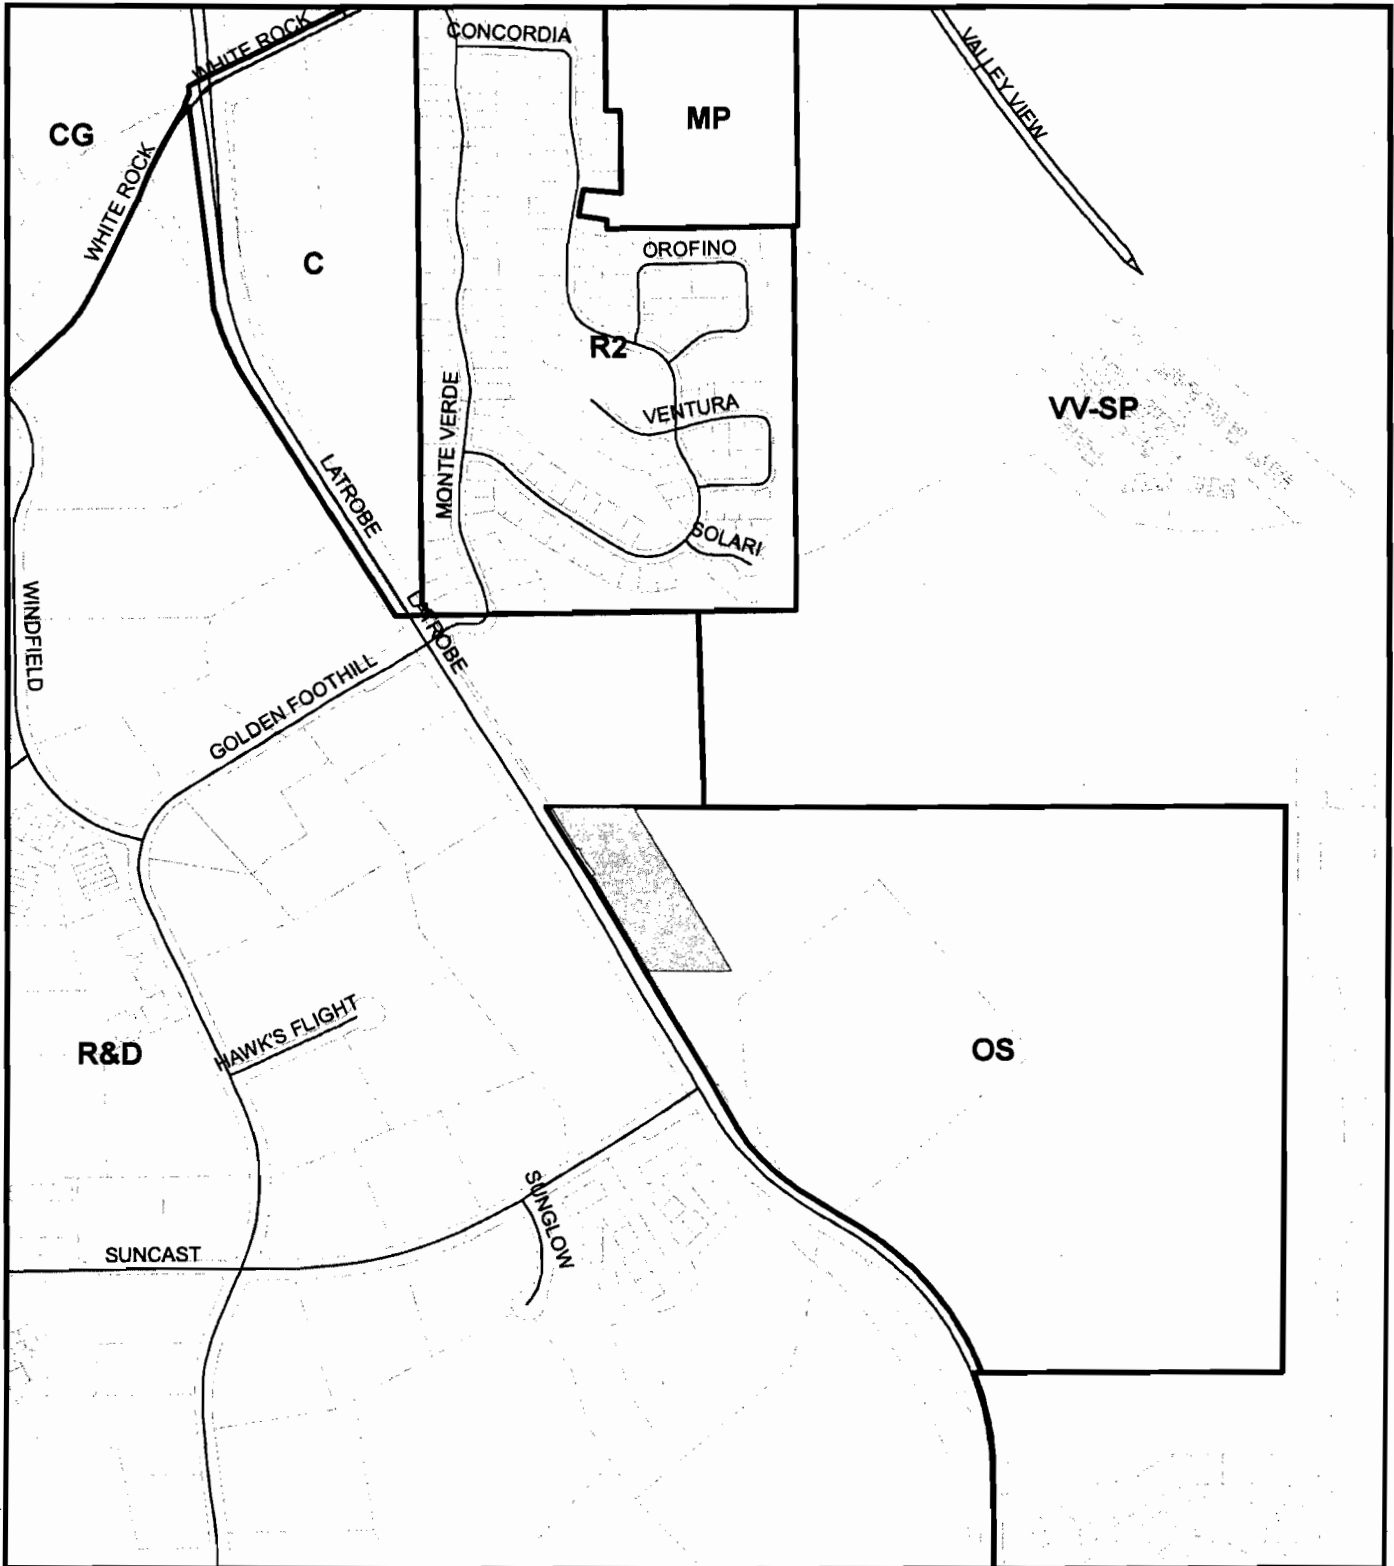 WHITE ROCK
CONCORDIA
VALLEY VIEW
MP
CG
WHITE ROCK
C
OROFINO
R2
MONTE VERDE
VENTURA
VV-SP
LATROBE
SOLARI
WINDFIELD
LATROBE
GOLDEN FOOTHILL
HAWK'S FLIGHT
R&D
OS
SUNGLOW
SUNCAST